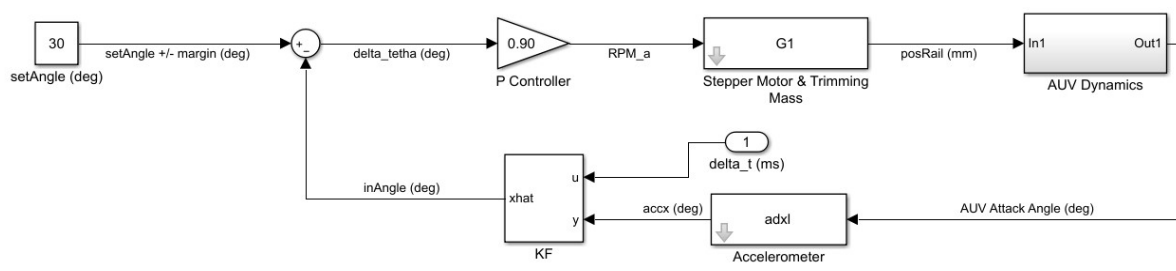 30
setAngle (deg)
setAngle +/- margin (deg)
+
-
delta_tetha (deg)
0.90
P Controller
RPM_a
G1
Stepper Motor & Trimming
Mass
posRail (mm)
In1
Out1
AUV Dynamics
1
delta_t (ms)
inAngle (deg)
xhat
u
y
KF
accx (deg)
adxl
Accelerometer
AUV Attack Angle (deg)